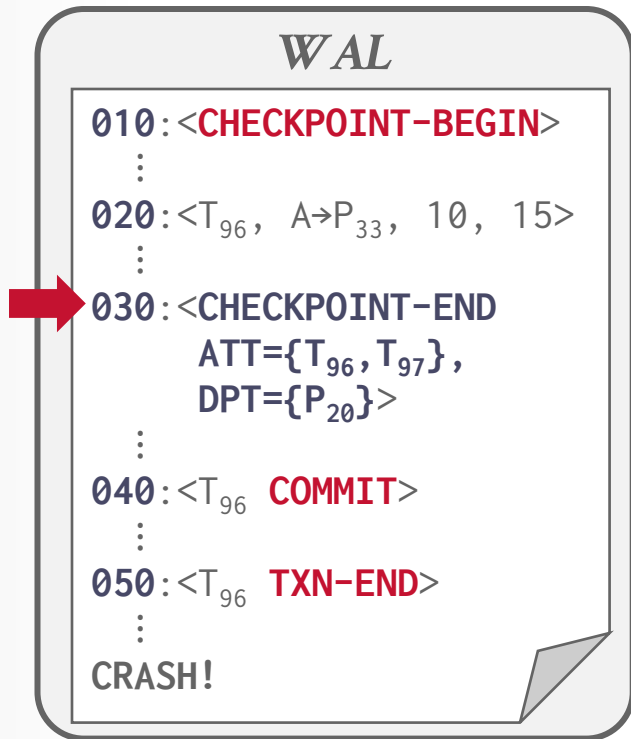 WAL
010:<CHECKPOINT-BEGIN>
⋮
020:<T₉₆, A→P₃₃, 10, 15>
⋮
030:<CHECKPOINT-END
ATT={T₉₆,T₉₇},
DPT={P₂₀}>
⋮
040:<T₉₆ COMMIT>
⋮
050:<T₉₆ TXN-END>
⋮
CRASH!